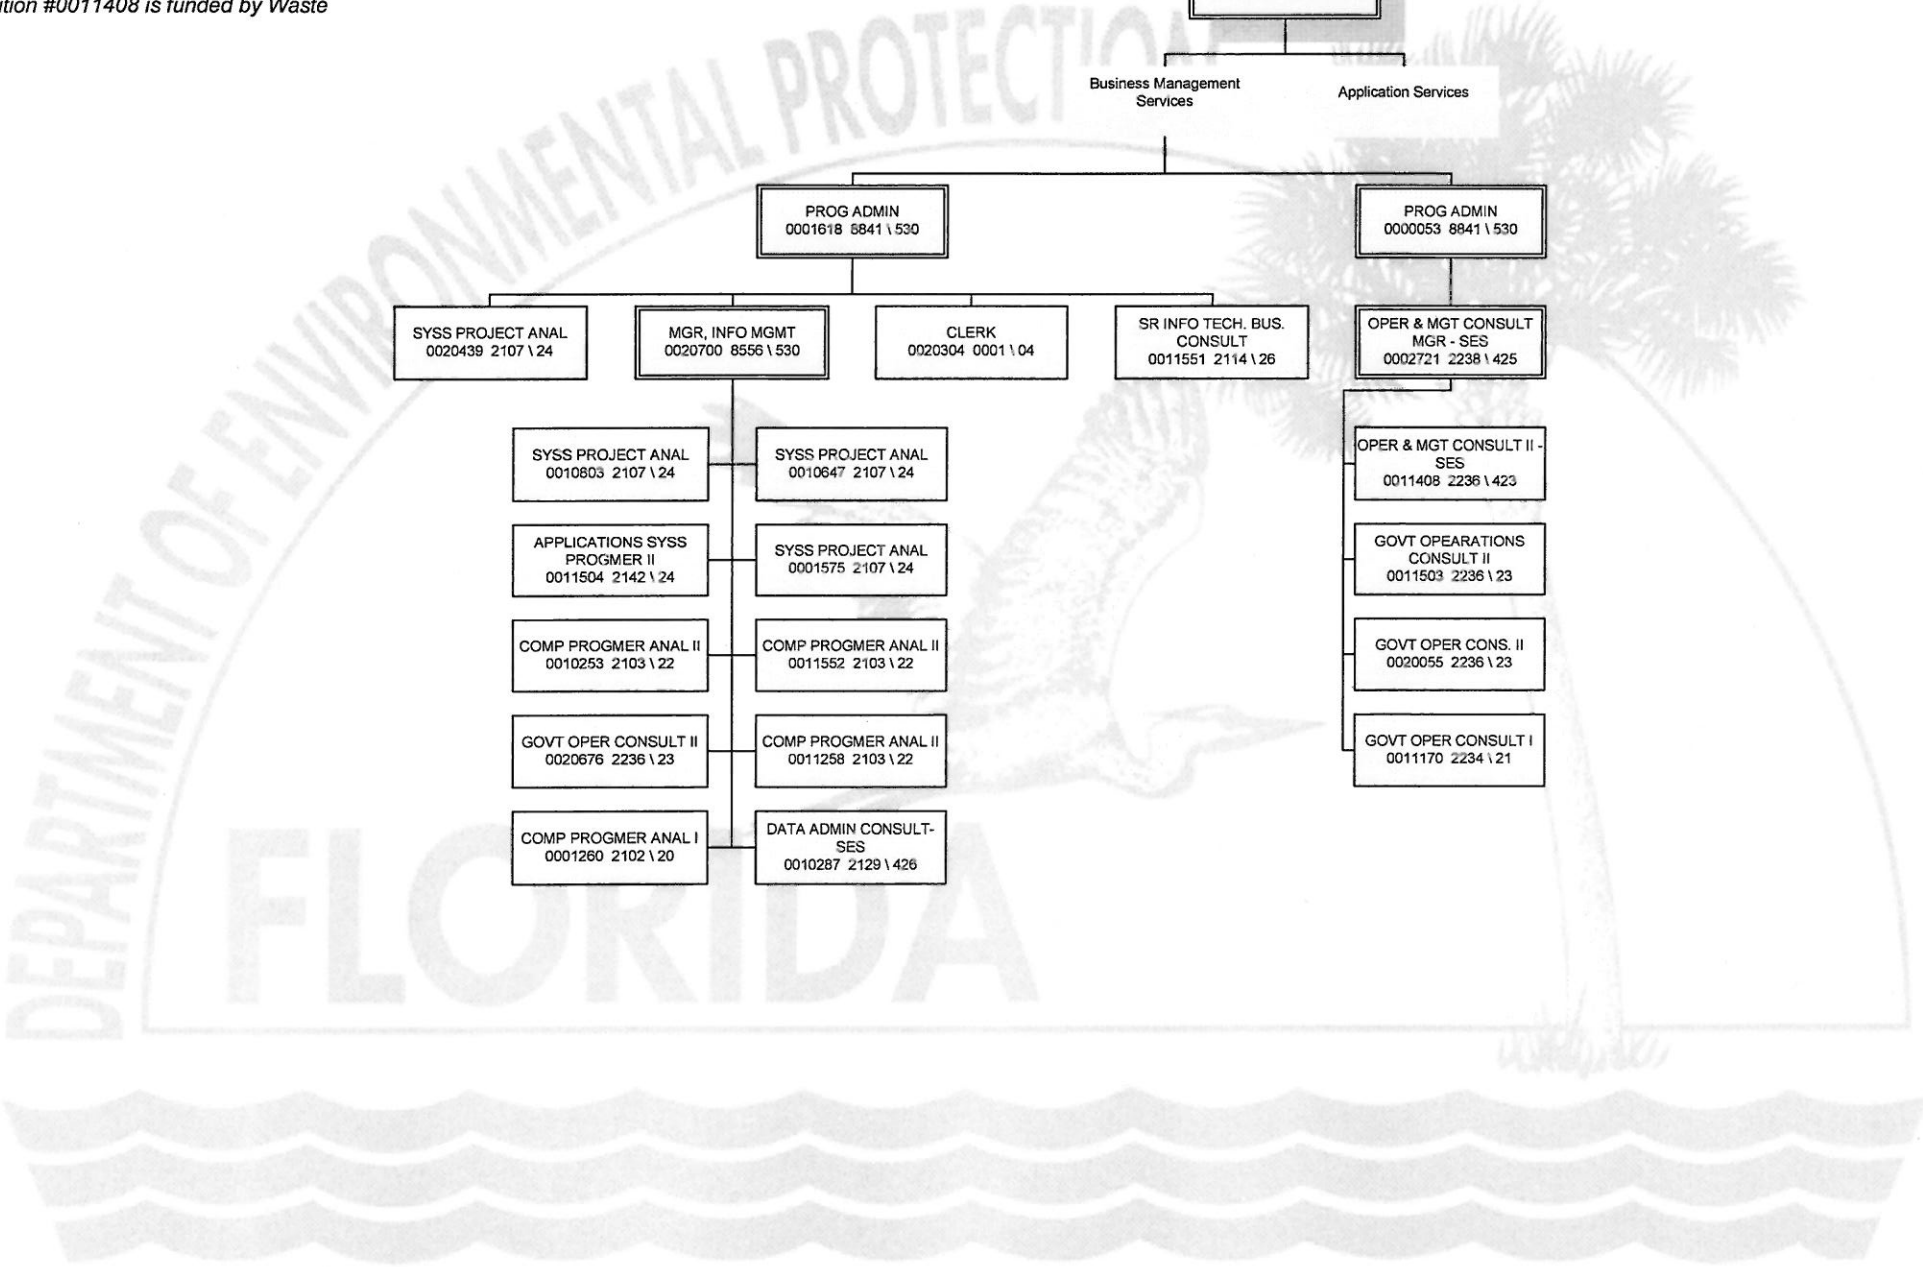 ition #0011408 is funded by Waste
Business Management
Services
Application Services
PROG ADMIN
0001618 8841 \ 530
PROG ADMIN
0000053 8841 \ 530
SYSS PROJECT ANAL
0020439 2107 \ 24
MGR, INFO MGMT
0020700 8556 \ 530
CLERK
0020304 0001 \ 04
SR INFO TECH. BUS.
CONSULT
0011551 2114 \ 26
OPER & MGT CONSULT
MGR - SES
0002721 2238 \ 425
SYSS PROJECT ANAL
0010803 2107 \ 24
SYSS PROJECT ANAL
0010647 2107 \ 24
OPER & MGT CONSULT II -
SES
0011408 2236 \ 423
APPLICATIONS SYSS
PROGMER II
0011504 2142 \ 24
SYSS PROJECT ANAL
0001575 2107 \ 24
GOVT OPEARATIONS
CONSULT II
0011503 2236 \ 23
COMP PROGMER ANAL II
0010253 2103 \ 22
COMP PROGMER ANAL II
0011552 2103 \ 22
GOVT OPER CONS. II
0020055 2236 \ 23
GOVT OPER CONSULT II
0020676 2236 \ 23
COMP PROGMER ANAL II
0011258 2103 \ 22
GOVT OPER CONSULT I
0011170 2234 \ 21
COMP PROGMER ANAL I
0001260 2102 \ 20
DATA ADMIN CONSULT-
SES
0010287 2129 \ 426
DEPARTMENT OF ENVIRONMENTAL PROTECTION
FLORIDA